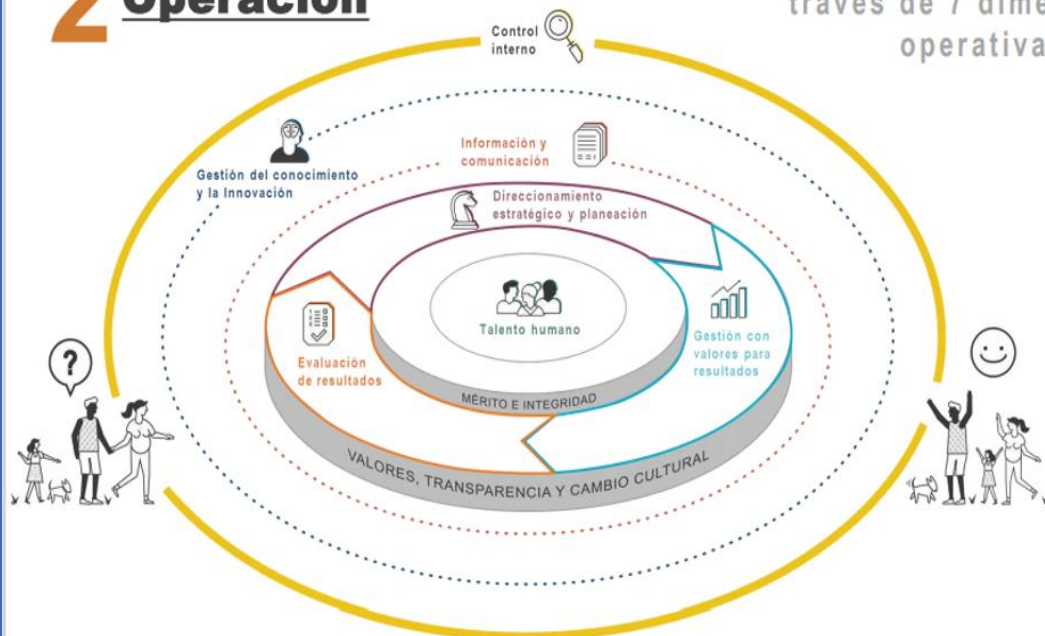 2 Operación
través de 7 dime
operativa
Control
interno
Gestión del conocimiento
y la Innovación
Información y
comunicación
Direccionamiento
estratégico y planeación
Talento humano
Gestión con
valores para
resultados
Evaluación
de resultados
MÉRITO E INTEGRIDAD
VALORES, TRANSPARENCIA Y CAMBIO CULTURAL
?